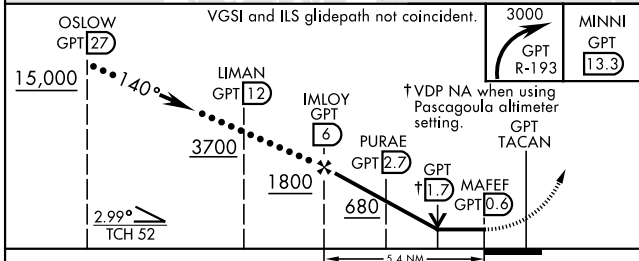 VGSI and ILS glidepath not coincident.
3000
GPT
R-193
MINNI
GPT
13.3
OSLOW
GPT 27
15,000
140°
LIMAN
GPT 12
3700
IMLOY
GPT
6
1800
†VDP NA when using
Pascagoula altimeter
setting.
PURAE
GPT 2.7
680
GPT
†1.7
MAFEF
GPT 0.6
GPT
TACAN
2.99°
TCH 52
5.4 NM